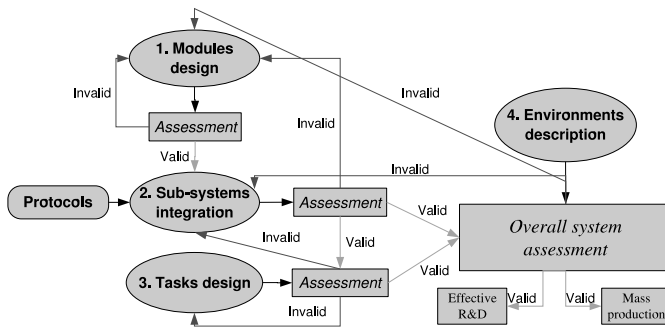 1. Modules
design
Invalid
Assessment
Valid
Invalid
Invalid
4. Environments
description
Invalid
Protocols
2. Sub-systems
integration
Assessment
Valid
Overall system
assessment
Invalid
Valid
3. Tasks design
Assessment
Valid
Invalid
Effective
R&D
Valid
Valid
Mass
production